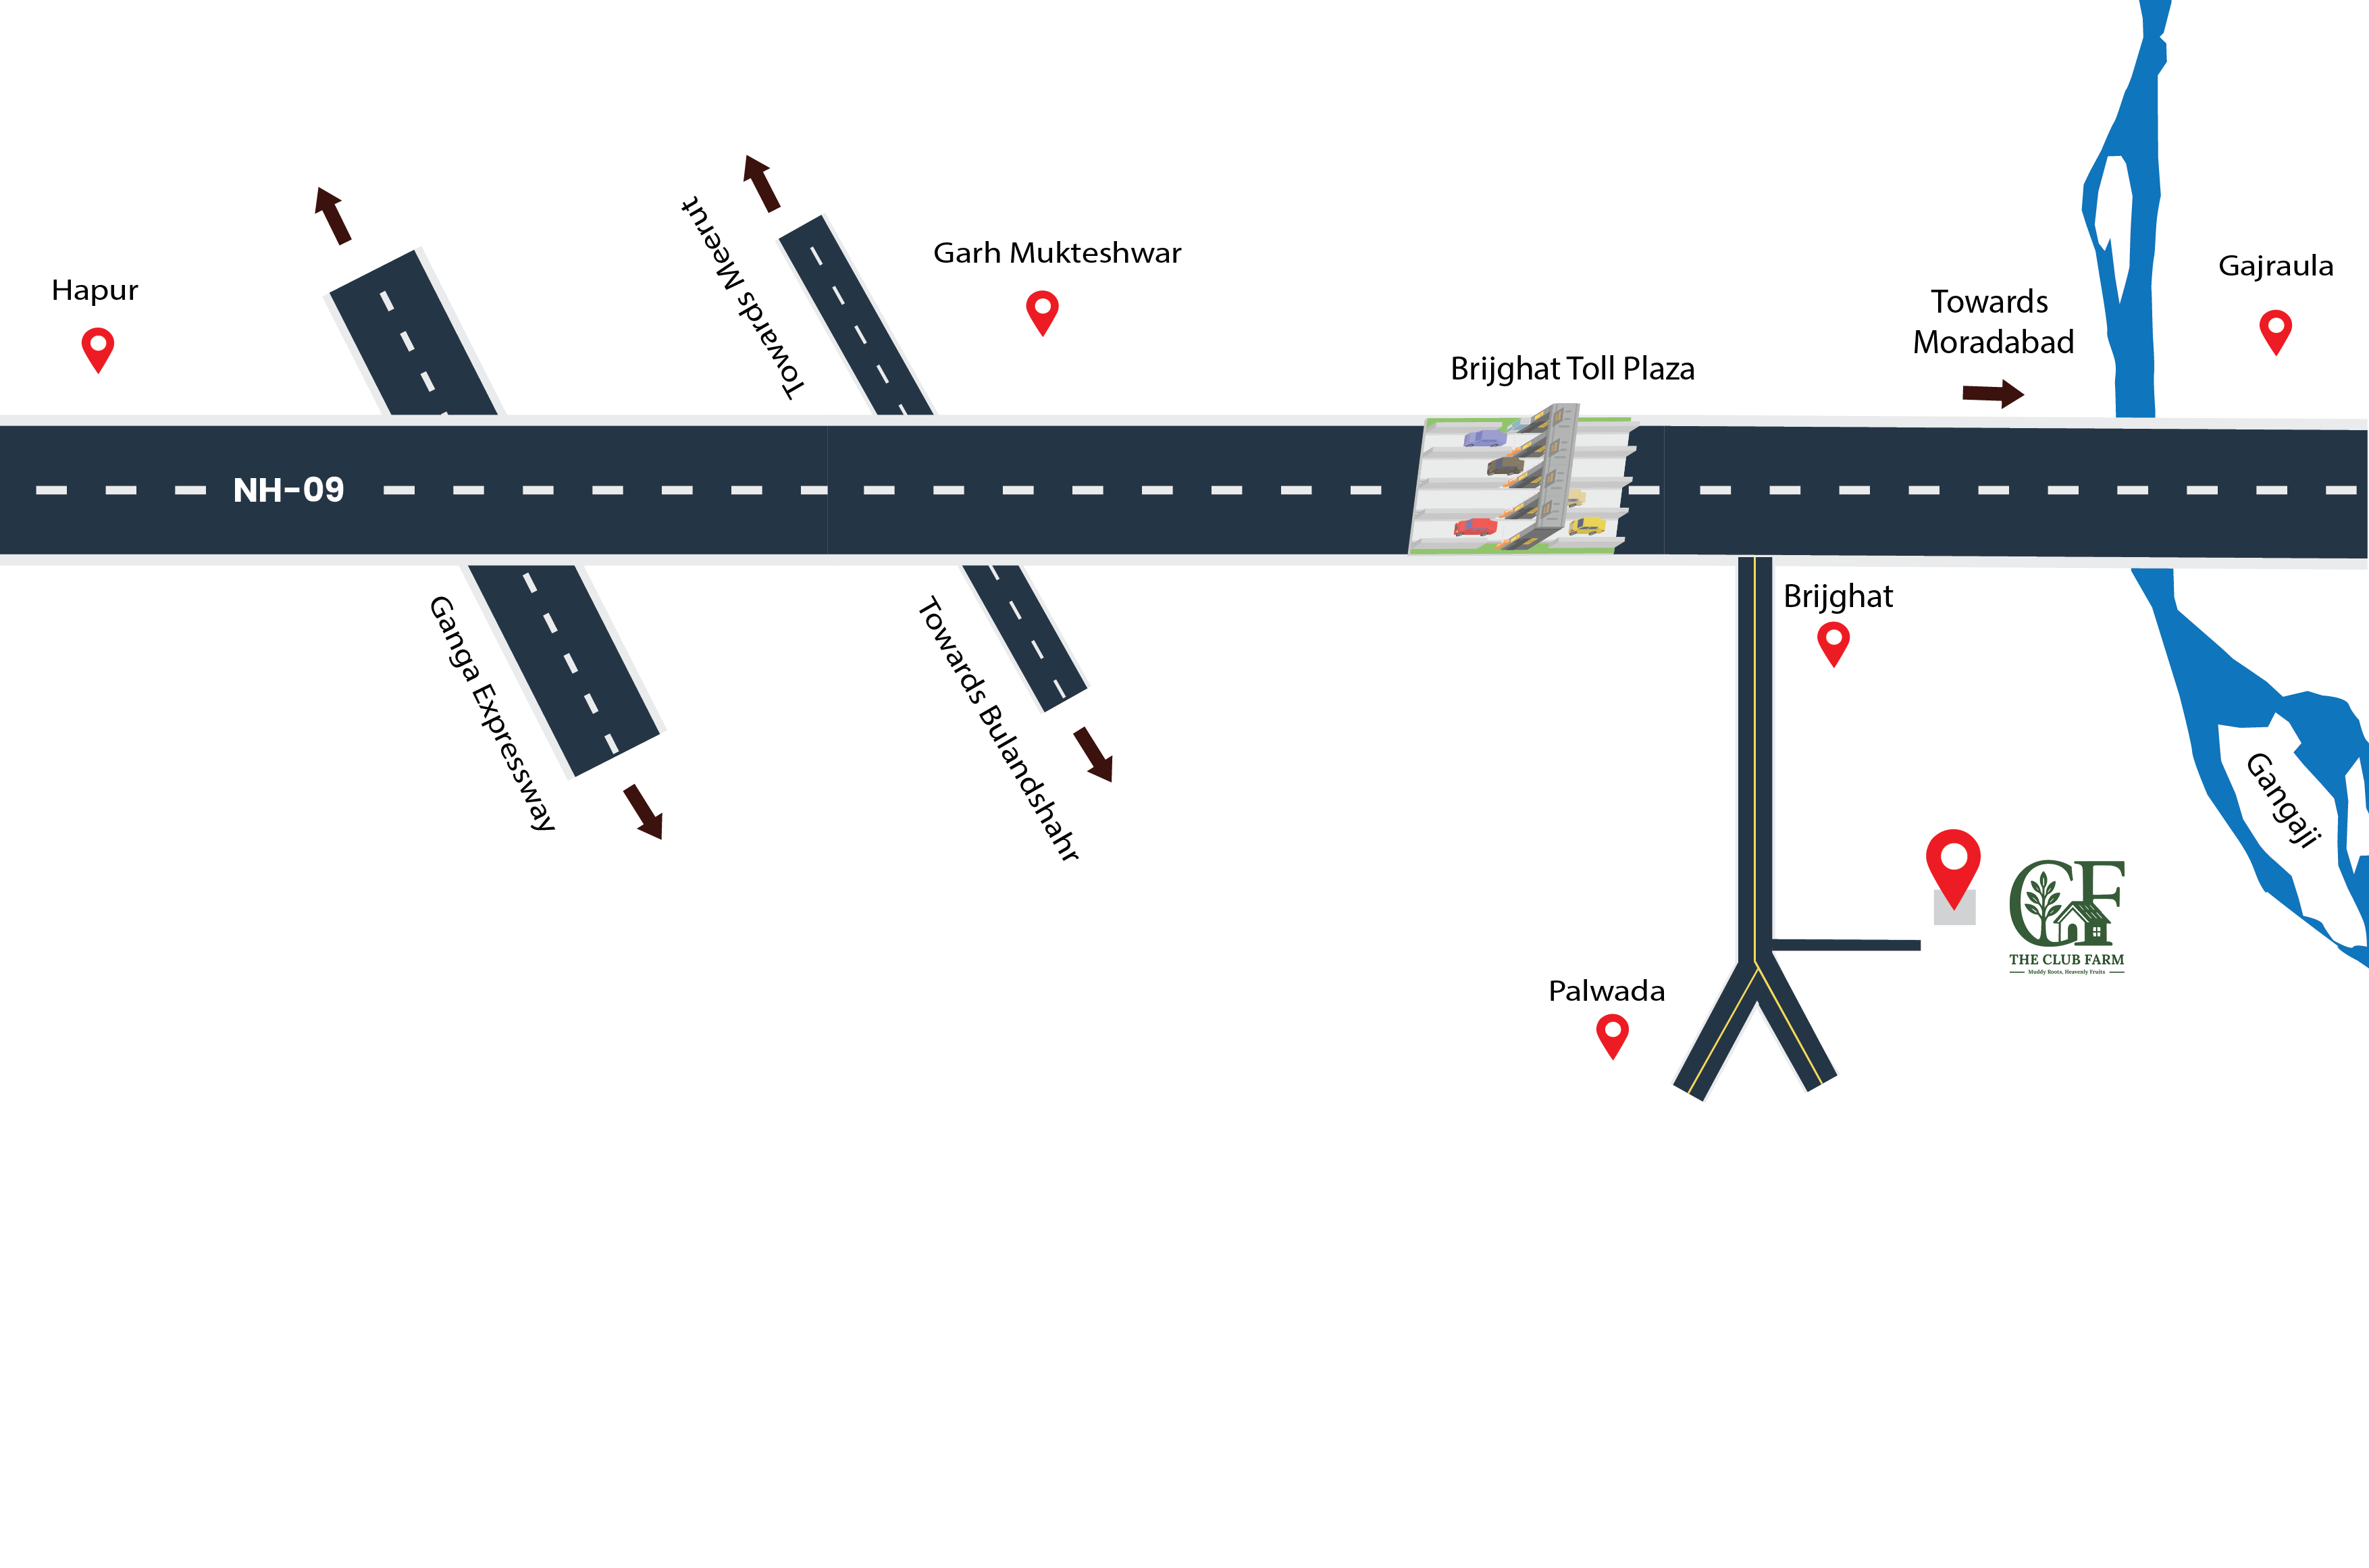 Hapur
Towards Meerut
Garh Mukteshwar
Brijghat Toll Plaza
Towards
Moradabad
Gajraula
NH-09
Ganga Expressway
Towards Bulandshahr
Brijghat
Gangaji
CF
THE CLUB FARM
Muddy Roots, Heavenly Fruits
Palwada